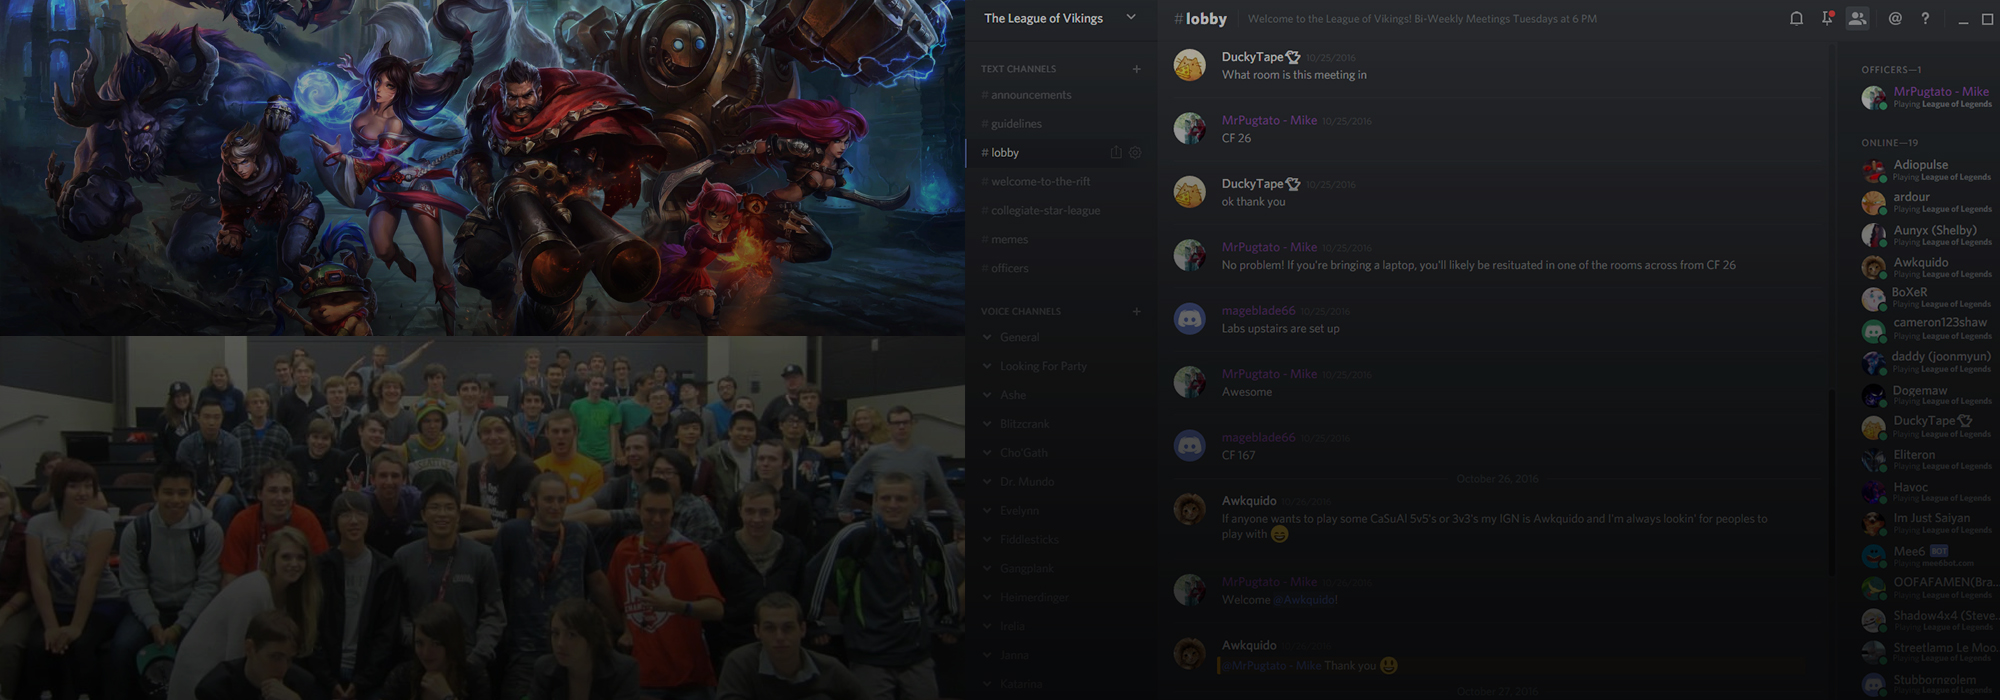 The League of Vikings
TEXT CHANNELS
# announcements
# guidelines
# lobby
# welcome-to-the-rift
# collegiate-star-league
# memes
# officers
VOICE CHANNELS
General
Looking For Party
Ashe
Blitzcrank
Cho'Gath
Dr. Mundo
Evelynn
Fiddlesticks
Gangplank
Heimerdinger
Irelia
Janna
Katarina
# lobby Welcome to the League of Vikings! Bi-Weekly Meetings Tuesdays at 6 PM
DuckyTape 10/25/2016
What room is this meeting in
MrPugtato - Mike 10/25/2016
CF 26
DuckyTape 10/25/2016
ok thank you
MrPugtato - Mike 10/25/2016
No problem! If you're bringing a laptop, you'll likely be resituated in one of the rooms across from CF 26
mageblade66 10/25/2016
Labs upstairs are set up
MrPugtato - Mike 10/25/2016
Awesome
mageblade66 10/25/2016
CF 167
October 26, 2016
Awkquido 10/26/2016
If anyone wants to play some CaSuAl 5v5's or 3v3's my IGN is Awkquido and I'm always lookin' for peoples to
play with
MrPugtato - Mike 10/26/2016
Welcome @Awkquido!
Awkquido 10/26/2016
@MrPugtato - Mike Thank you
October 27, 2016
OFFICERS—1
MrPugtato - Mike
Playing League of Legends
ONLINE—19
Adiopulse
Playing League of Legends
ardour
Playing League of Legends
Aunyx (Shelby)
Playing League of Legends
Awkquido
Playing League of Legends
BoXeR
Playing League of Legends
cameron123shaw
Playing League of Legends
daddy (joonmyun)
Playing League of Legends
Dogemaw
Playing League of Legends
DuckyTape
Playing League of Legends
Eliteron
Playing League of Legends
Havoc
Playing League of Legends
Im Just Saiyan
Playing League of Legends
Mee6 BOT
Playing mee6bot.com
OOFAFAMEN(Bra...
Playing League of Legends
Shadow4x4 (Steve...
Playing League of Legends
Streetlamo Le Moo...
Playing League of Legends
Stubbornøolem
Playing League of Legends